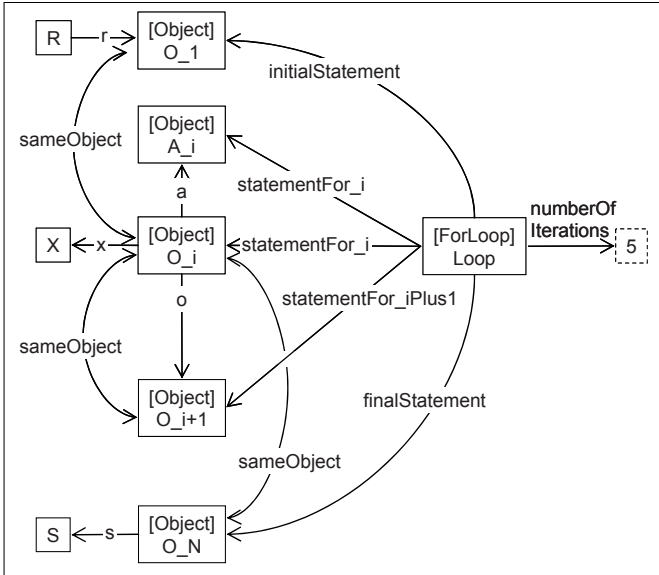 [Object]
O_1
R
r
initialStatement
sameObject
[Object]
A_i
statementFor_i
a
numberOf
Iterations
X
x
[Object]
O_i
statementFor_i
[ForLoop]
Loop
5
o
statementFor_iPlus1
sameObject
[Object]
O_i+1
finalStatement
sameObject
S
s
[Object]
O_N